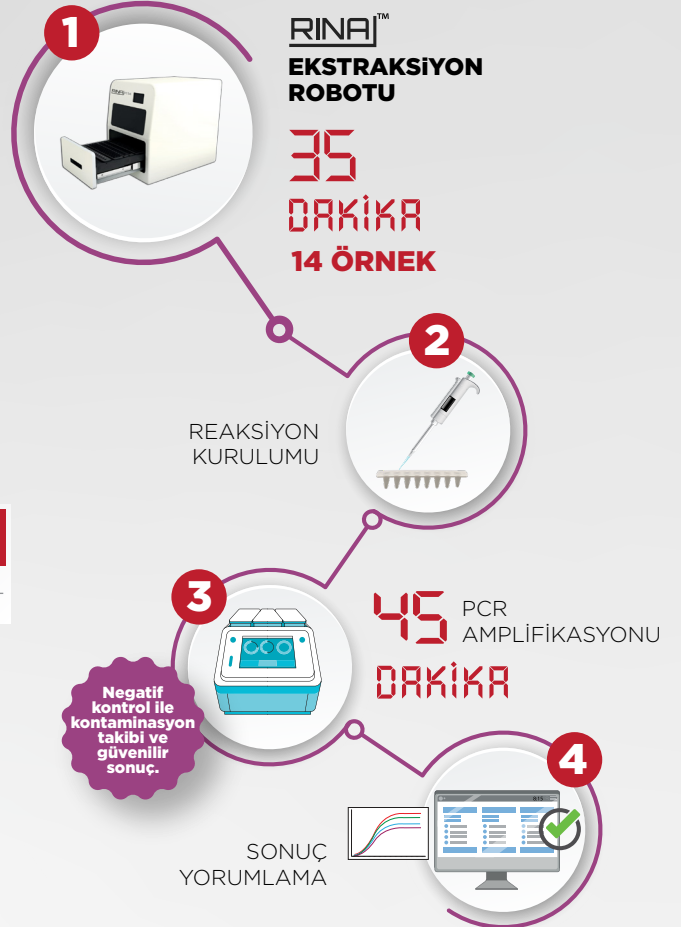 1
RINA™
EKSTRAKSİYON
ROBOTU
35
DAKİKA
14 ÖRNEK
2
REAKSİYON
KURULUMU
3
45
DAKİKA
PCR
AMPLİFİKASYONU
Negatif
kontrol ile
kontaminasyon
takibi ve
güvenilir
sonuç.
4
SONUÇ
YORUMLAMA